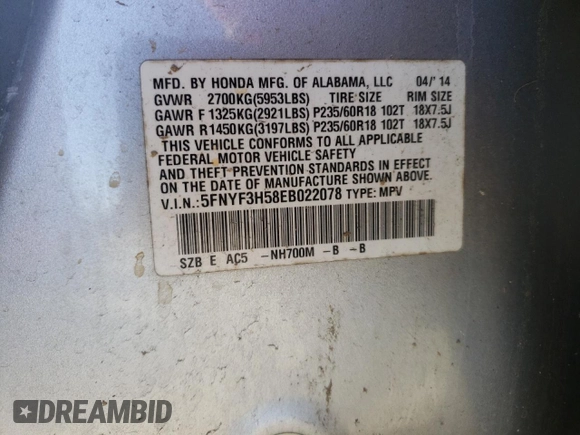 MFD. BY HONDA MFG. OF ALABAMA, LLC 04/'14
GVWR 2700KG(5953LBS) TIRE SIZE RIM SIZE
GAWR F 1325KG(2921LBS) P235/60R18 102T 18X7.5J
GAWR R1450KG(3197LBS) P235/60R18 102T 18X7.5J
THIS VEHICLE CONFORMS TO ALL APPLICABLE
FEDERAL MOTOR VEHICLE SAFETY
AND THEFT PREVENTION STANDARDS IN EFFECT
ON THE DATE OF MANUFACTURE SHOWN ABOVE.
V.I.N.:5FNYF3H58EB022078 TYPE: MPV
SZB E AC5 -NH700M -B -B
DREAMBID